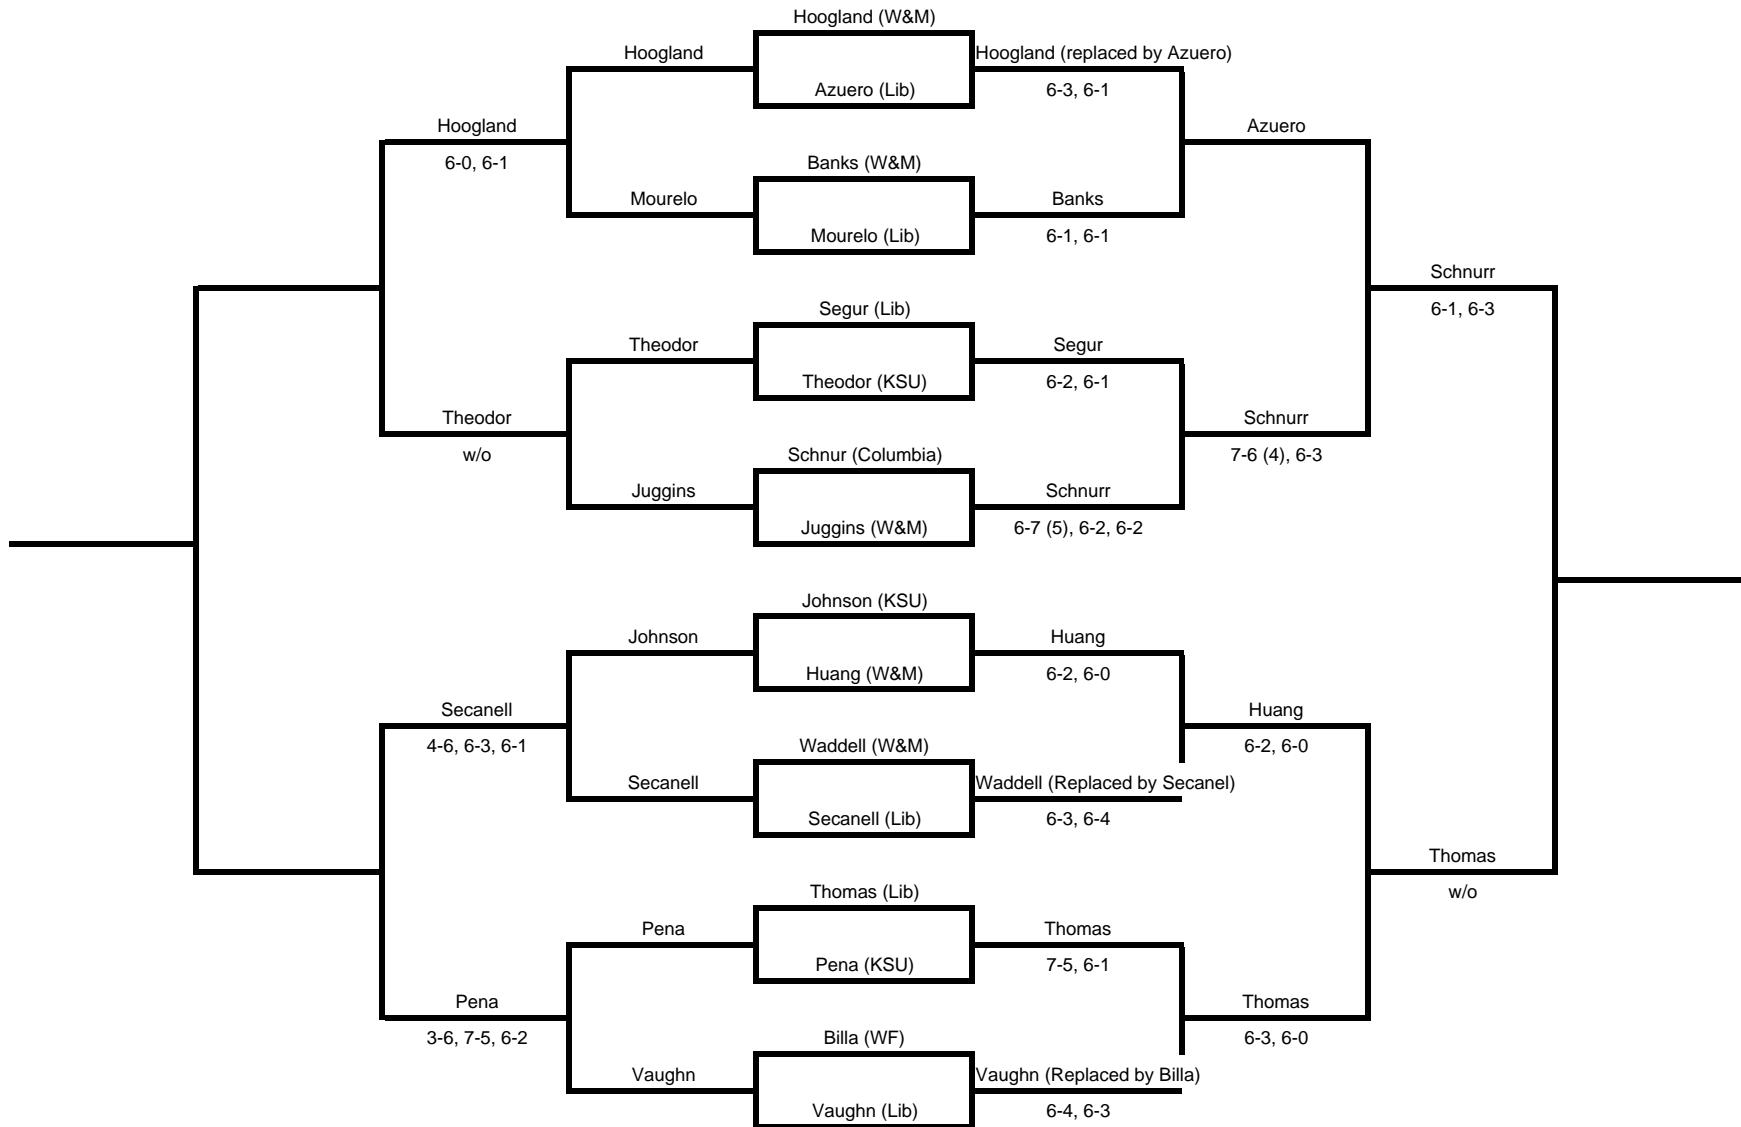 Hoogland (W&M)
Hoogland
Hoogland (replaced by Azuero)
Azuero (Lib)
6-3, 6-1
Hoogland
Azuero
6-0, 6-1
Banks (W&M)
Mourelo
Banks
Mourelo (Lib)
6-1, 6-1
Schnurr
6-1, 6-3
Segur (Lib)
Theodor
Segur
Theodor (KSU)
6-2, 6-1
Theodor
Schnurr
w/o
7-6 (4), 6-3
Schnur (Columbia)
Juggins
Schnurr
Juggins (W&M)
6-7 (5), 6-2, 6-2
Johnson (KSU)
Johnson
Huang
Huang (W&M)
6-2, 6-0
Secanell
Huang
4-6, 6-3, 6-1
6-2, 6-0
Waddell (W&M)
Secanell
Waddell (Replaced by Secanel)
Secanell (Lib)
6-3, 6-4
Thomas
w/o
Thomas (Lib)
Pena
Thomas
Pena (KSU)
7-5, 6-1
Pena
Thomas
3-6, 7-5, 6-2
6-3, 6-0
Billa (WF)
Vaughn
Vaughn (Replaced by Billa)
Vaughn (Lib)
6-4, 6-3